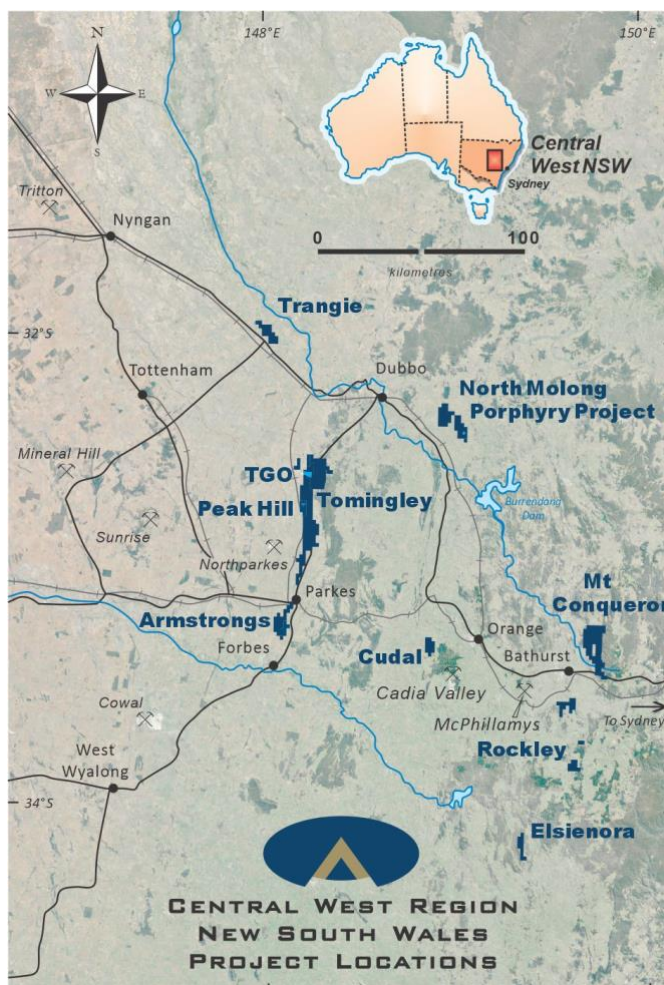 148°E
150°E
N
W
E
S
Central
West NSW
Sydney
Tritton
Nyngan
0
100
kilometres
Trangie
32°S
Tottenham
Dubbo
North Molong
Porphyry Project
Mineral Hill
TGO
Tomingley
Peak Hill
Burrendong
Dam
Sunrise
Northparkes
Mt
Conqueror
Parkes
Armstrongs
Orange
Forbes
Cudal
Bathurst
Cadia Valley
Cowal
McPhillamys
To Sydney
West
Wyalong
Rockley
34°S
Elsienora
CENTRAL WEST REGION
NEW SOUTH WALES
PROJECT LOCATIONS